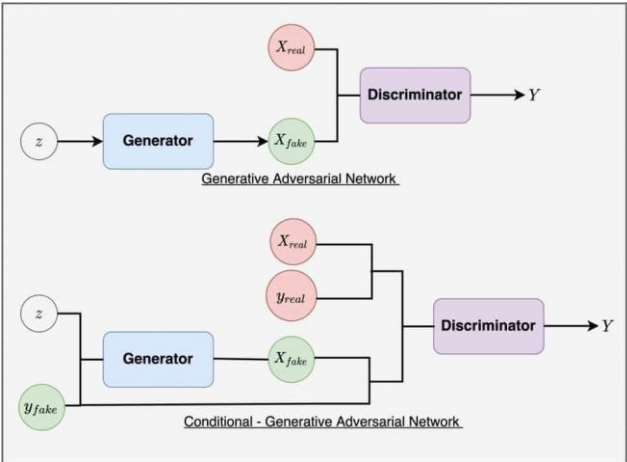 X_real
Discriminator
Y
z
Generator
X_fake
Generative Adversarial Network
X_real
y_real
z
Discriminator
Y
Generator
X_fake
y_fake
Conditional - Generative Adversarial Network